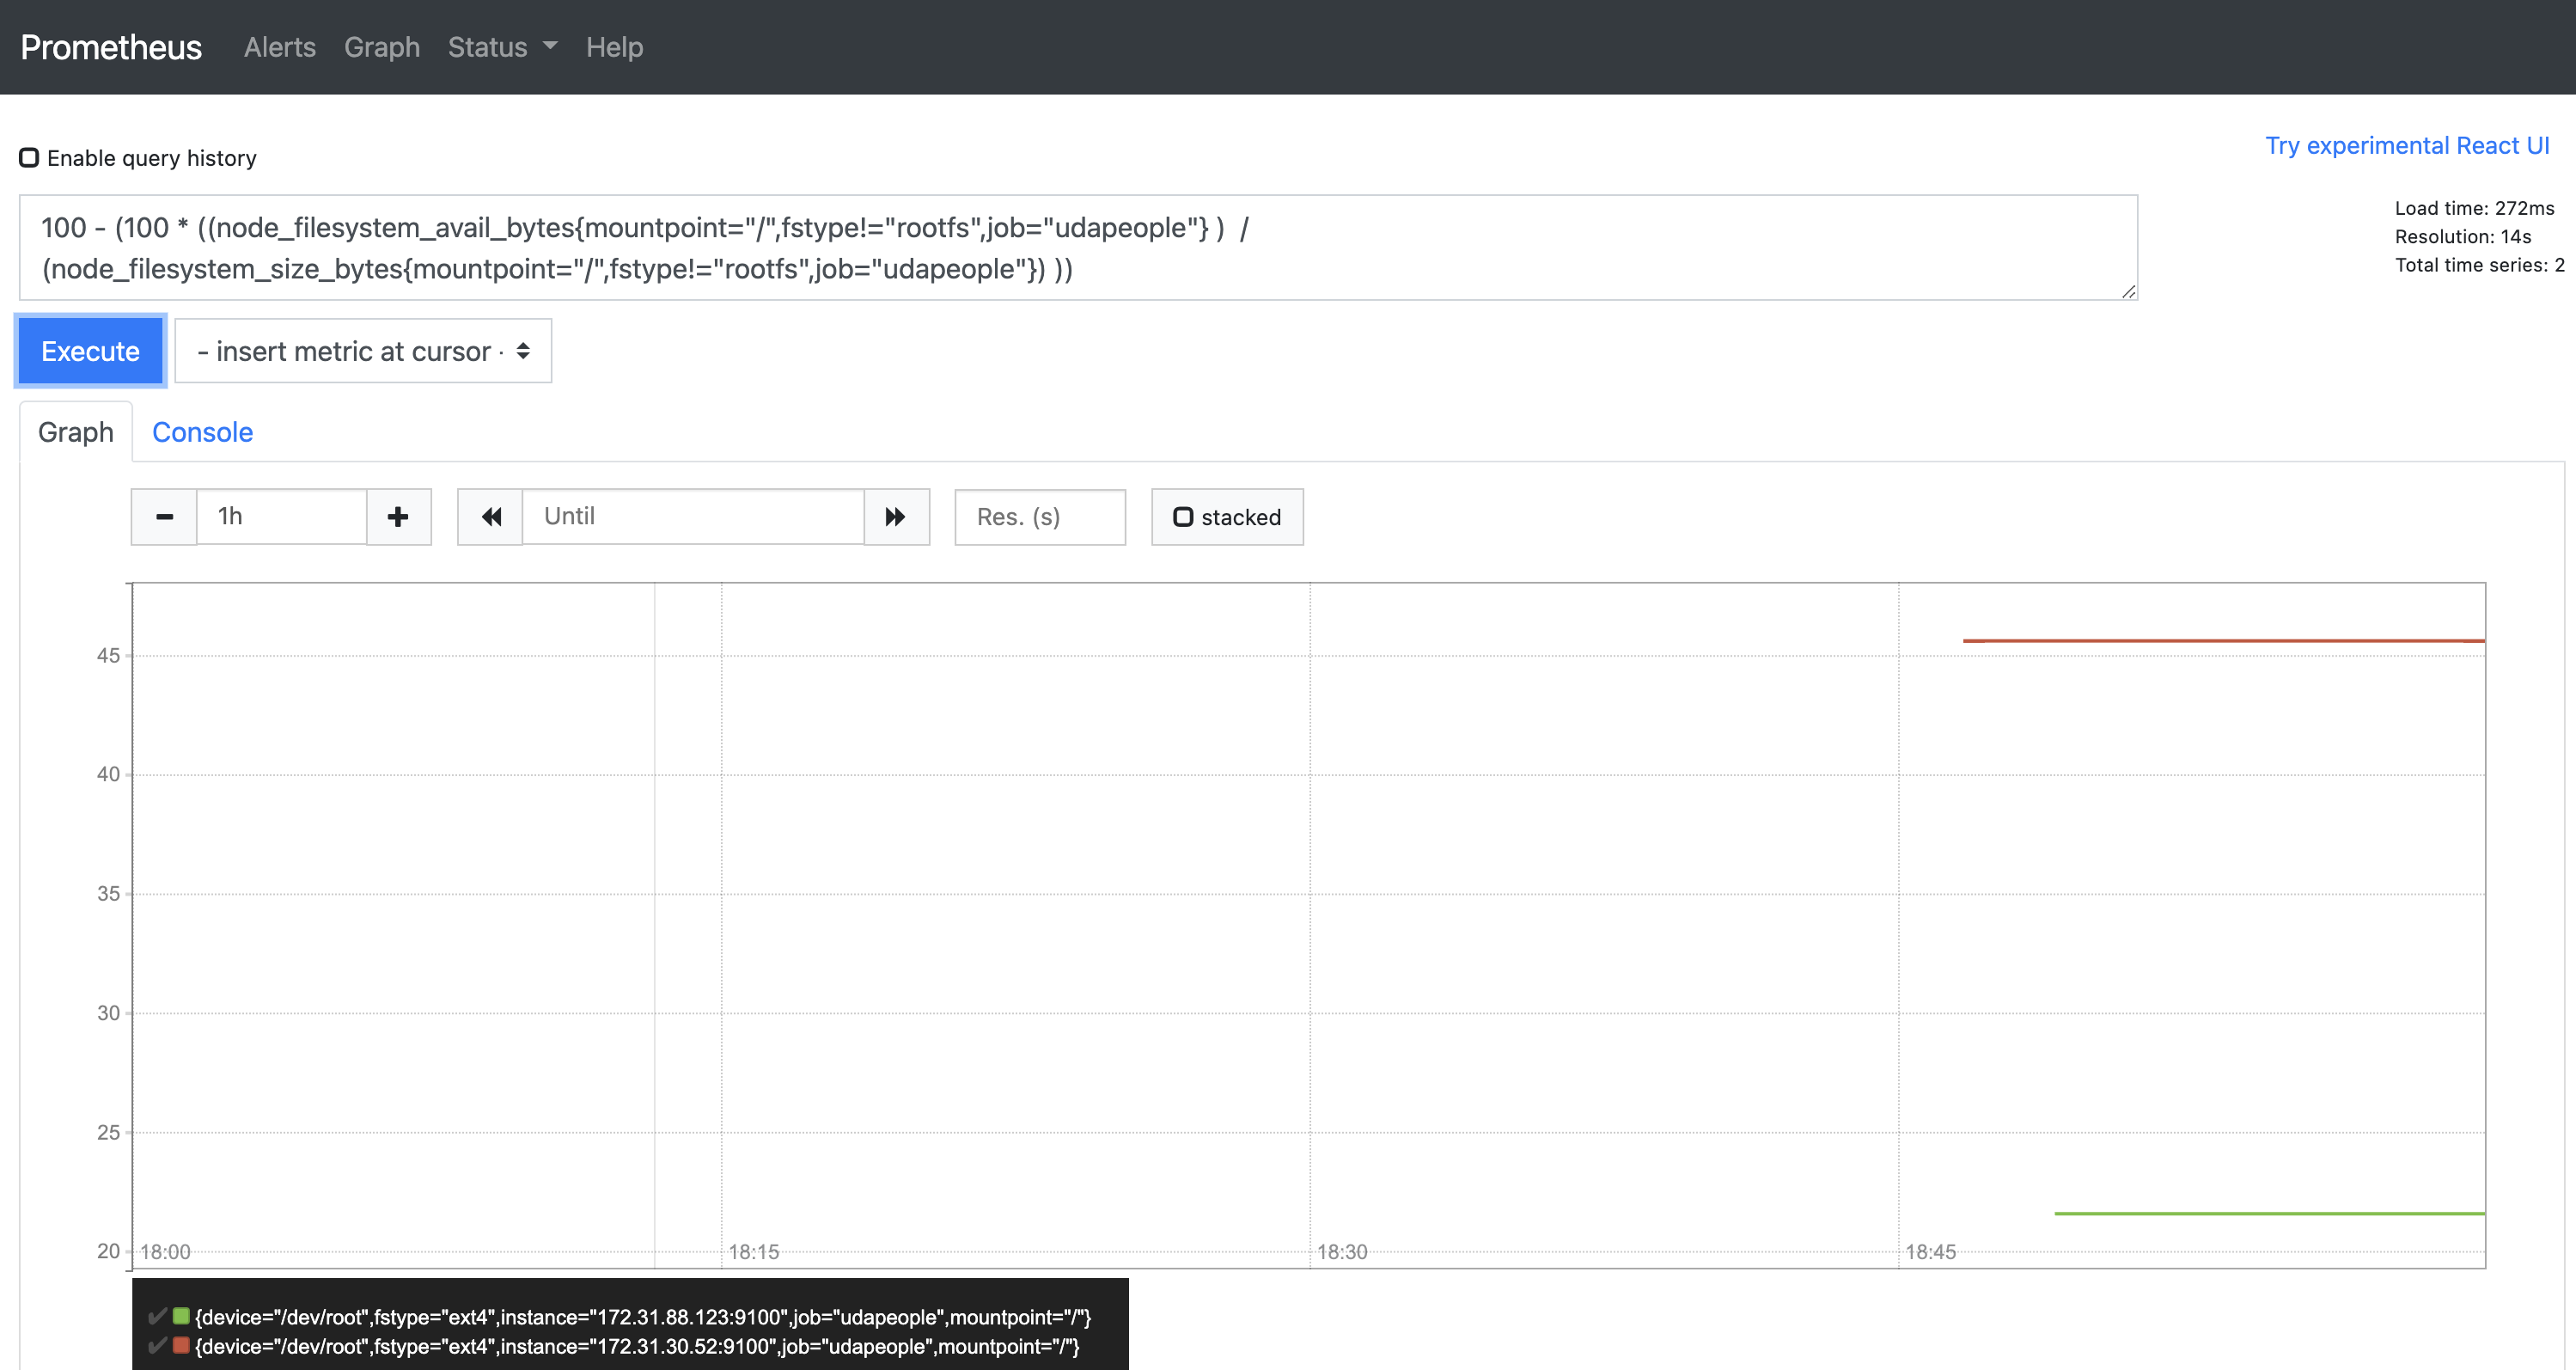 Prometheus Alerts Graph Status Help
Enable query history
Try experimental React UI
100 - (100 * ((node_filesystem_avail_bytes{mountpoint="/",fstype!="rootfs",job="udapeople"} )  /
(node_filesystem_size_bytes{mountpoint="/",fstype!="rootfs",job="udapeople"}) ))
Load time: 272ms
Resolution: 14s
Total time series: 2
Execute - insert metric at cursor -
Graph Console
1h Until Res. (s) stacked
45
40
35
30
25
20 18:00 18:15 18:30 18:45
{device="/dev/root",fstype="ext4",instance="172.31.88.123:9100",job="udapeople",mountpoint="/"}
{device="/dev/root",fstype="ext4",instance="172.31.30.52:9100",job="udapeople",mountpoint="/"}